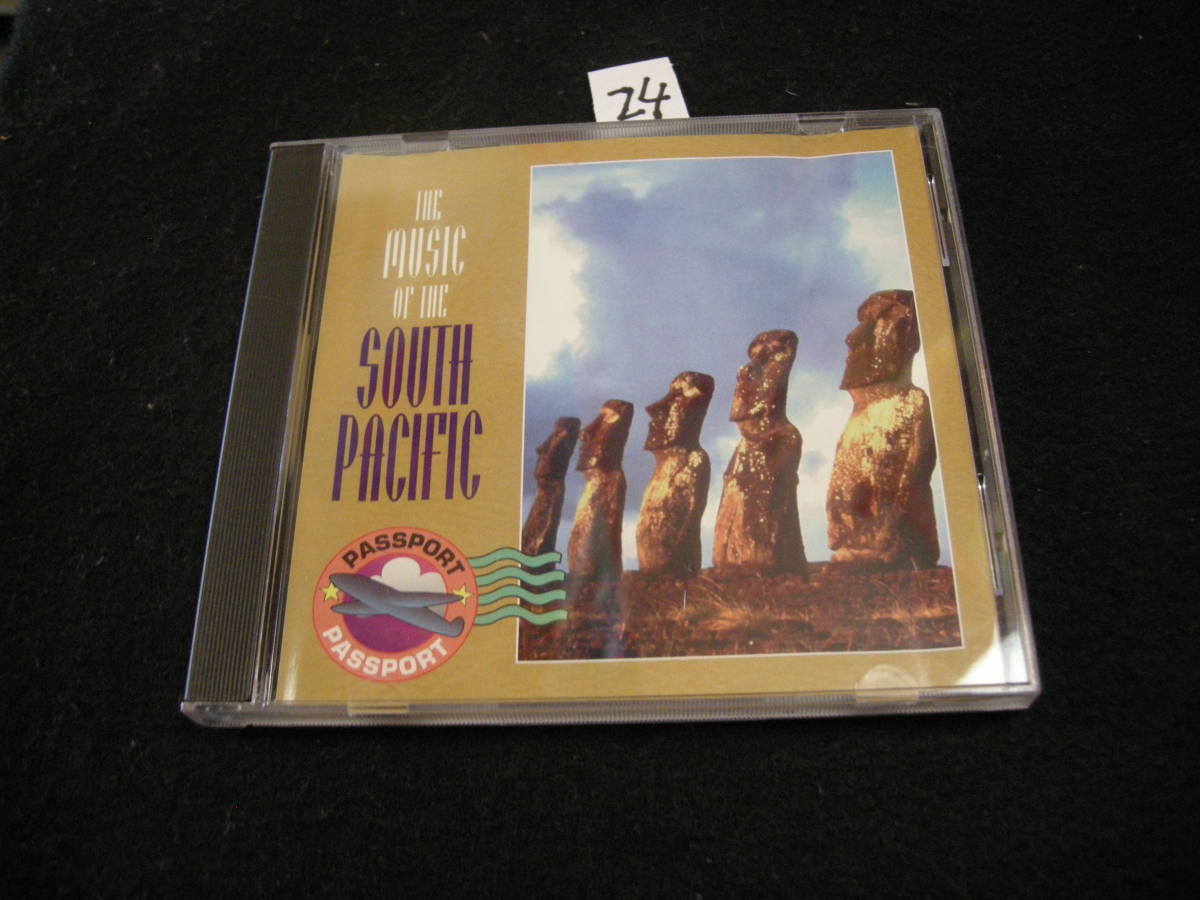 24
THE
MUSIC
OF THE
SOUTH
PACIFIC
PASSPORT
PASSPORT